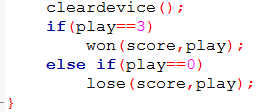 cleardevice();
if(play==3)
won(score,play);
else if(play==0)
lose(score,play);
}